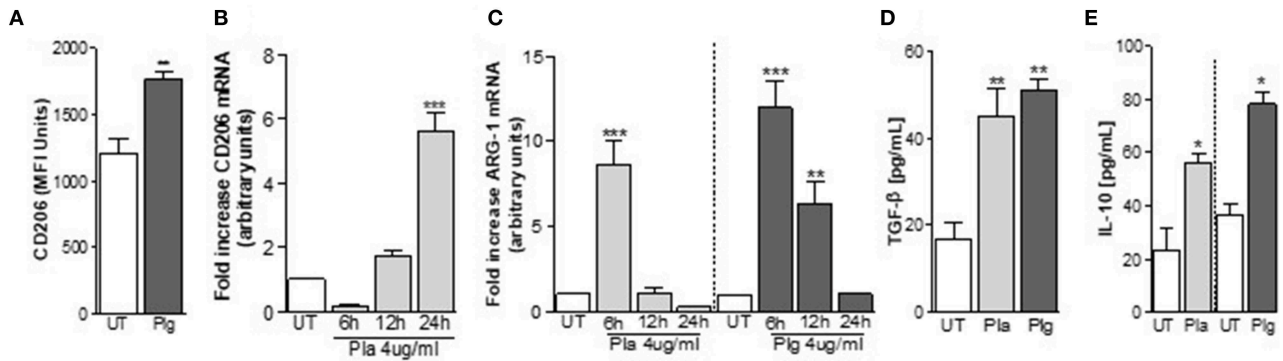 A
CD206 (MFI Units)
2000
1500
1000
500
0
**
UT
Plg
B
Fold increase CD206 mRNA
(arbitrary units)
8
6
4
2
0
***
UT
6h
12h
24h
Pla 4ug/ml
C
Fold increase ARG-1 mRNA
(arbitrary units)
15
10
5
0
***
***
**
UT
6h
12h
24h
UT
6h
12h
24h
Pla 4ug/ml
Plg 4ug/ml
D
TGF-β [pg/mL]
60
40
20
0
**
**
UT
Pla
Plg
E
IL-10 [pg/mL]
100
80
60
40
20
0
*
*
UT
Pla
UT
Plg